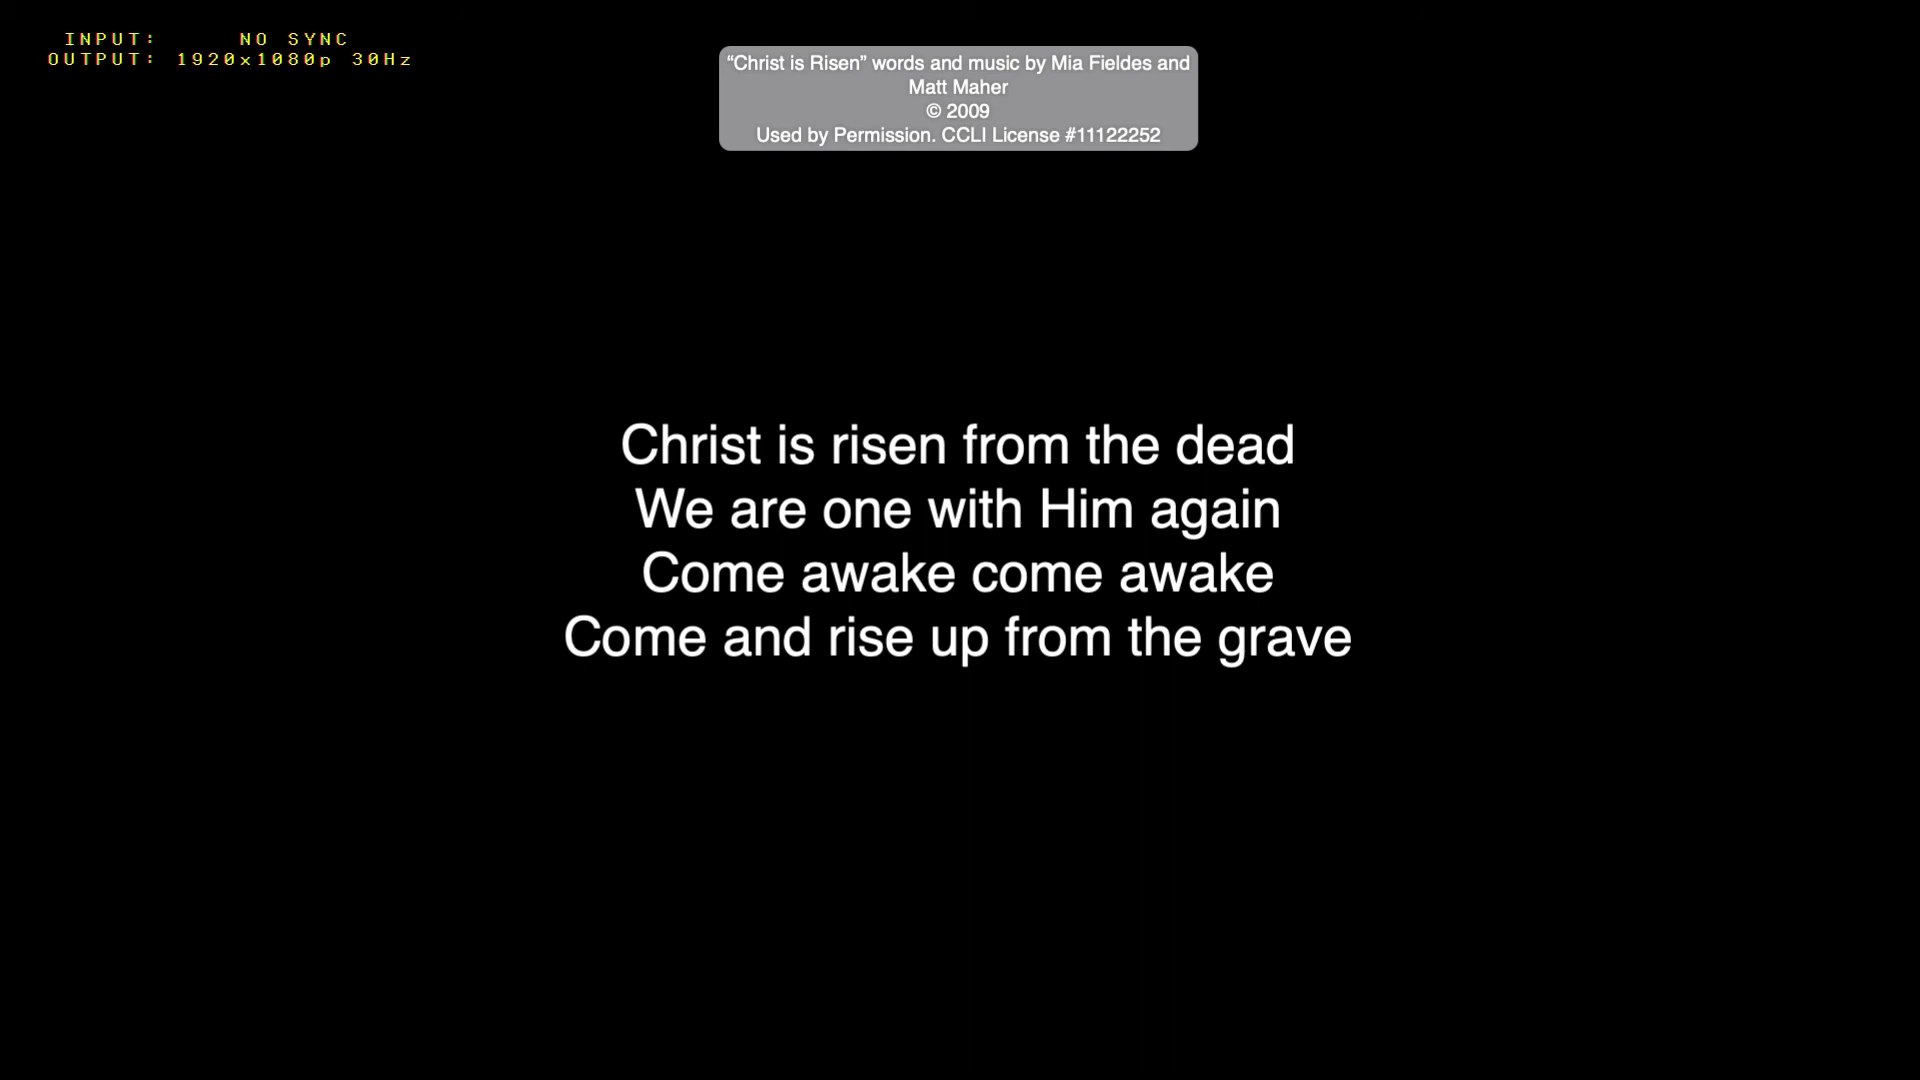 INPUT: NO SYNC
OUTPUT: 1920x1080p 30Hz
“Christ is Risen” words and music by Mia Fieldes and
Matt Maher
© 2009
Used by Permission. CCLI License #11122252
Christ is risen from the dead
We are one with Him again
Come awake come awake
Come and rise up from the grave